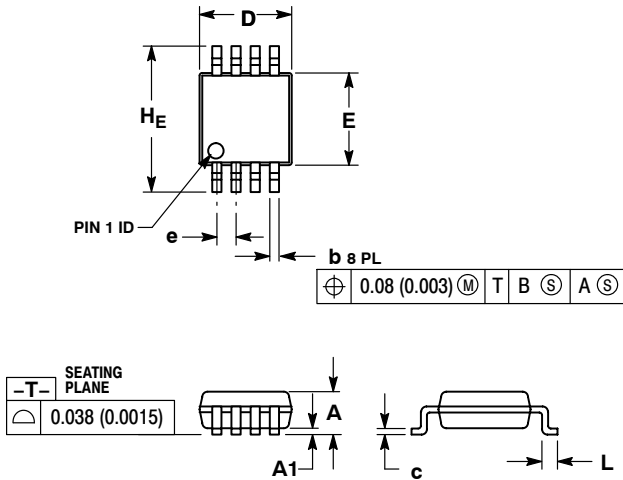 D
HE
E
PIN 1 ID
e
b 8 PL
⌖ 0.08 (0.003) Ⓜ T B Ⓢ A Ⓢ
–T– SEATING
PLANE
⌓ 0.038 (0.0015)
A
A1
c
L